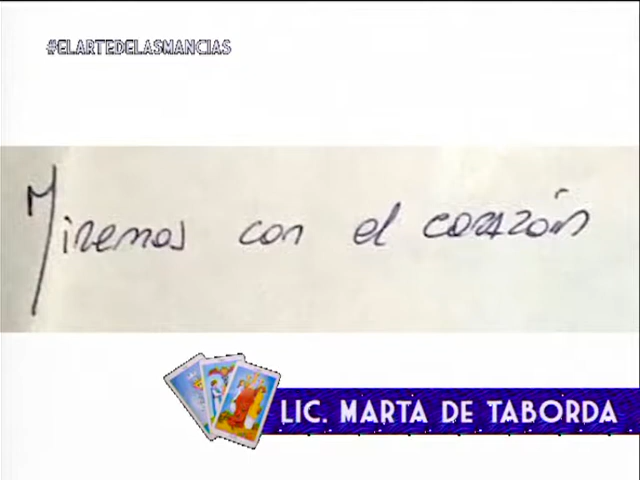 #ELARTEDELASMANCIAS
Miremos con el corazón
LIC. MARTA DE TABORDA